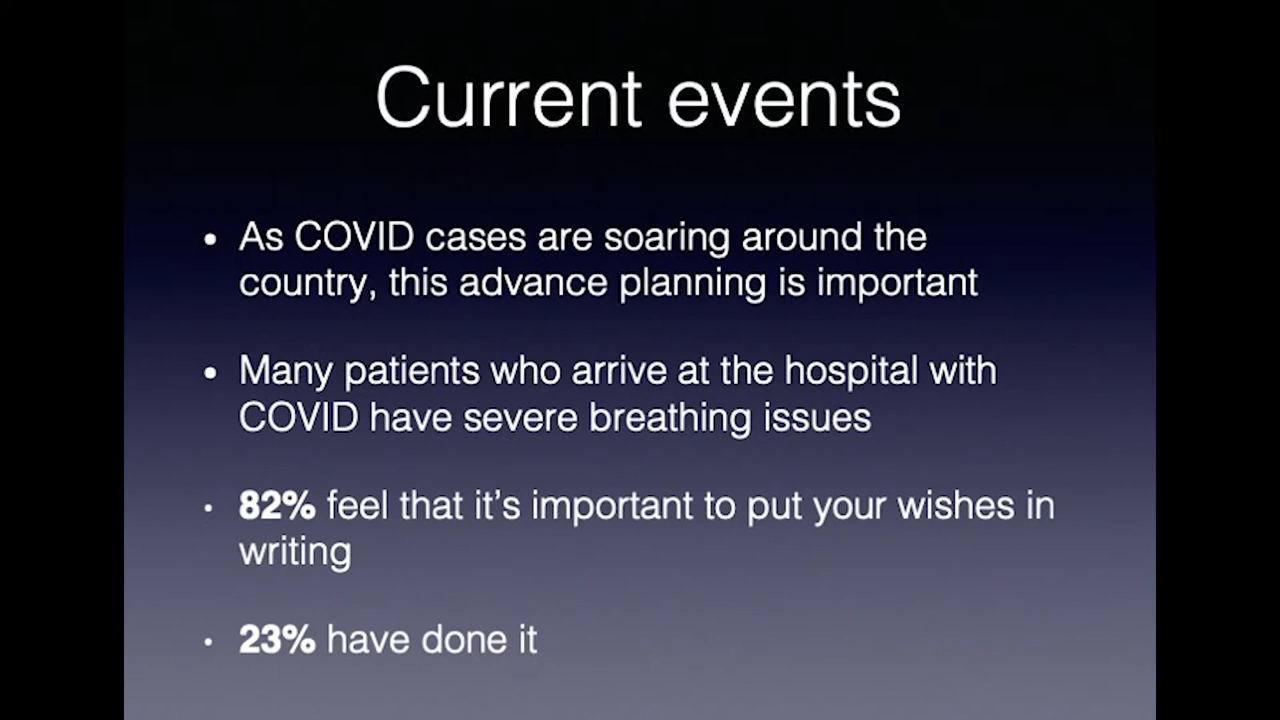 Current events
• As COVID cases are soaring around the
country, this advance planning is important
• Many patients who arrive at the hospital with
COVID have severe breathing issues
• 82% feel that it’s important to put your wishes in
writing
• 23% have done it